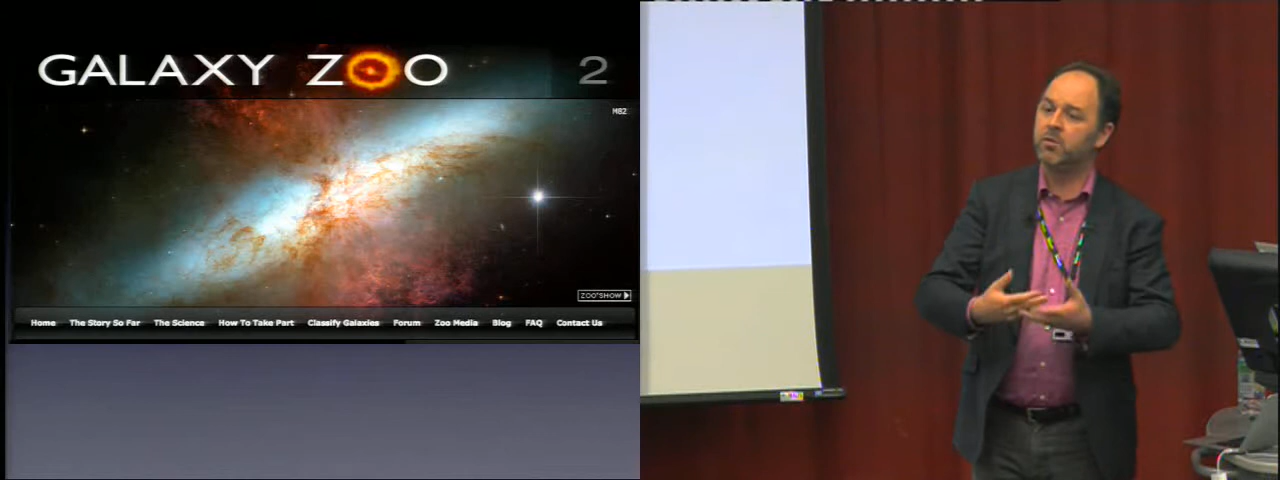 GALAXY ZOO 2
M82
ZOO*SHOW
Home The Story So Far The Science How To Take Part Classify Galaxies Forum Zoo Media Blog FAQ Contact Us